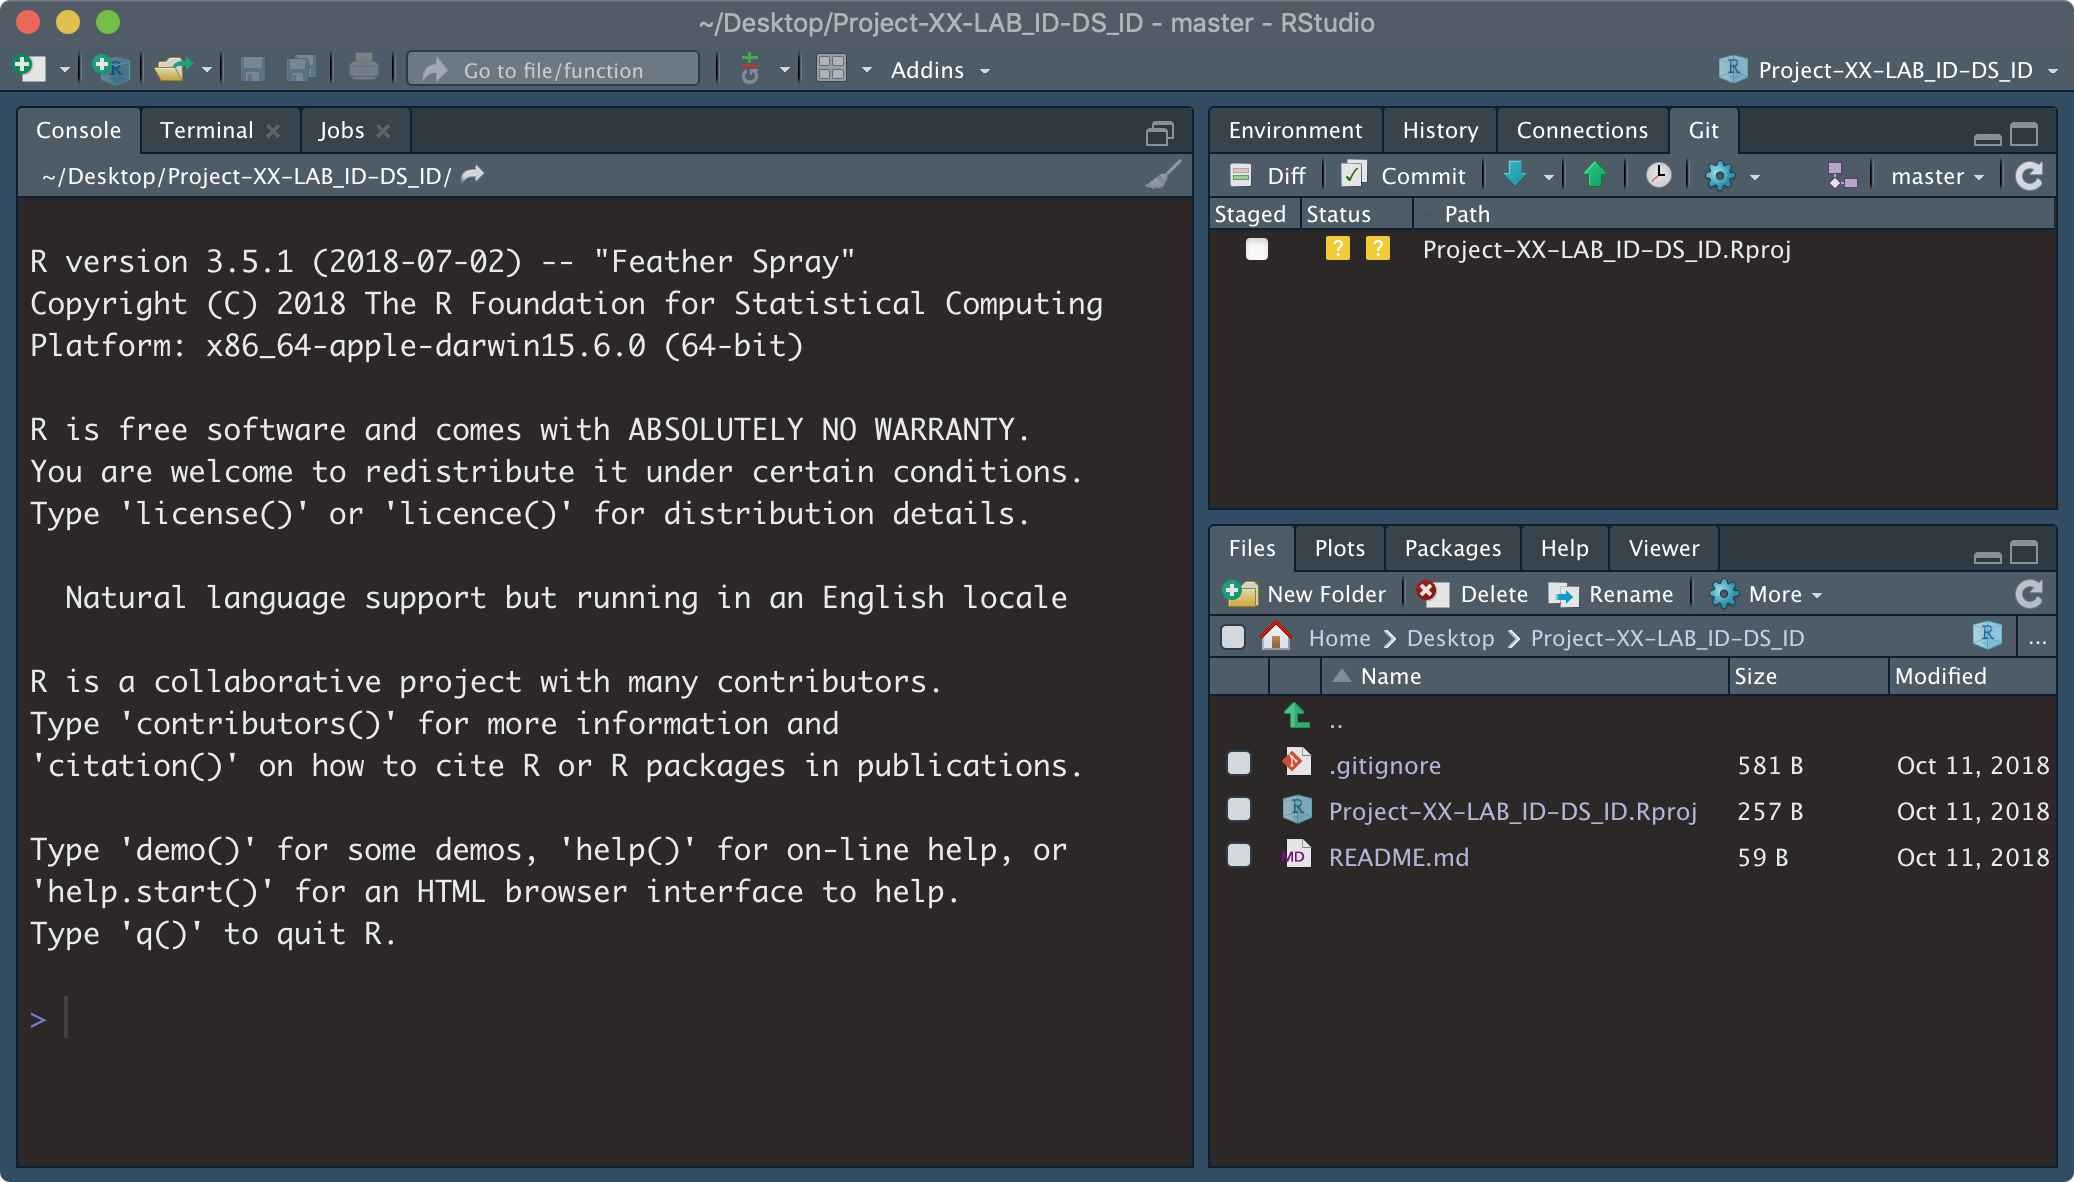 ~/Desktop/Project-XX-LAB_ID-DS_ID - master - RStudio
Go to file/function
Addins
Project-XX-LAB_ID-DS_ID
Console
Terminal
Jobs
~/Desktop/Project-XX-LAB_ID-DS_ID/
R version 3.5.1 (2018-07-02) -- "Feather Spray"
Copyright (C) 2018 The R Foundation for Statistical Computing
Platform: x86_64-apple-darwin15.6.0 (64-bit)
R is free software and comes with ABSOLUTELY NO WARRANTY.
You are welcome to redistribute it under certain conditions.
Type 'license()' or 'licence()' for distribution details.
Natural language support but running in an English locale
R is a collaborative project with many contributors.
Type 'contributors()' for more information and
'citation()' on how to cite R or R packages in publications.
Type 'demo()' for some demos, 'help()' for on-line help, or
'help.start()' for an HTML browser interface to help.
Type 'q()' to quit R.
>
Environment
History
Connections
Git
Diff
Commit
master
Staged
Status
Path
? ? Project-XX-LAB_ID-DS_ID.Rproj
Files
Plots
Packages
Help
Viewer
New Folder
Delete
Rename
More
Home
Desktop
Project-XX-LAB_ID-DS_ID
...
Name
Size
Modified
..
.gitignore 581 B Oct 11, 2018
Project-XX-LAB_ID-DS_ID.Rproj 257 B Oct 11, 2018
MD README.md 59 B Oct 11, 2018